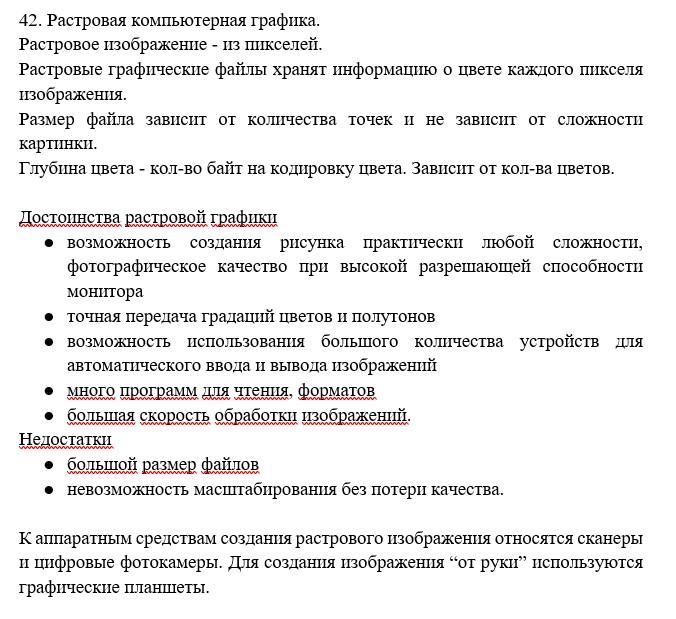 42. Растровая компьютерная графика.
Растровое изображение - из пикселей.
Растровые графические файлы хранят информацию о цвете каждого пикселя
изображения.
Размер файла зависит от количества точек и не зависит от сложности
картинки.
Глубина цвета - кол-во байт на кодировку цвета. Зависит от кол-ва цветов.
Достоинства растровой графики
● возможность создания рисунка практически любой сложности,
фотографическое качество при высокой разрешающей способности
монитора
● точная передача градаций цветов и полутонов
● возможность использования большого количества устройств для
автоматического ввода и вывода изображений
● много программ для чтения, форматов
● большая скорость обработки изображений.
Недостатки
● большой размер файлов
● невозможность масштабирования без потери качества.
К аппаратным средствам создания растрового изображения относятся сканеры
и цифровые фотокамеры. Для создания изображения “от руки” используются
графические планшеты.